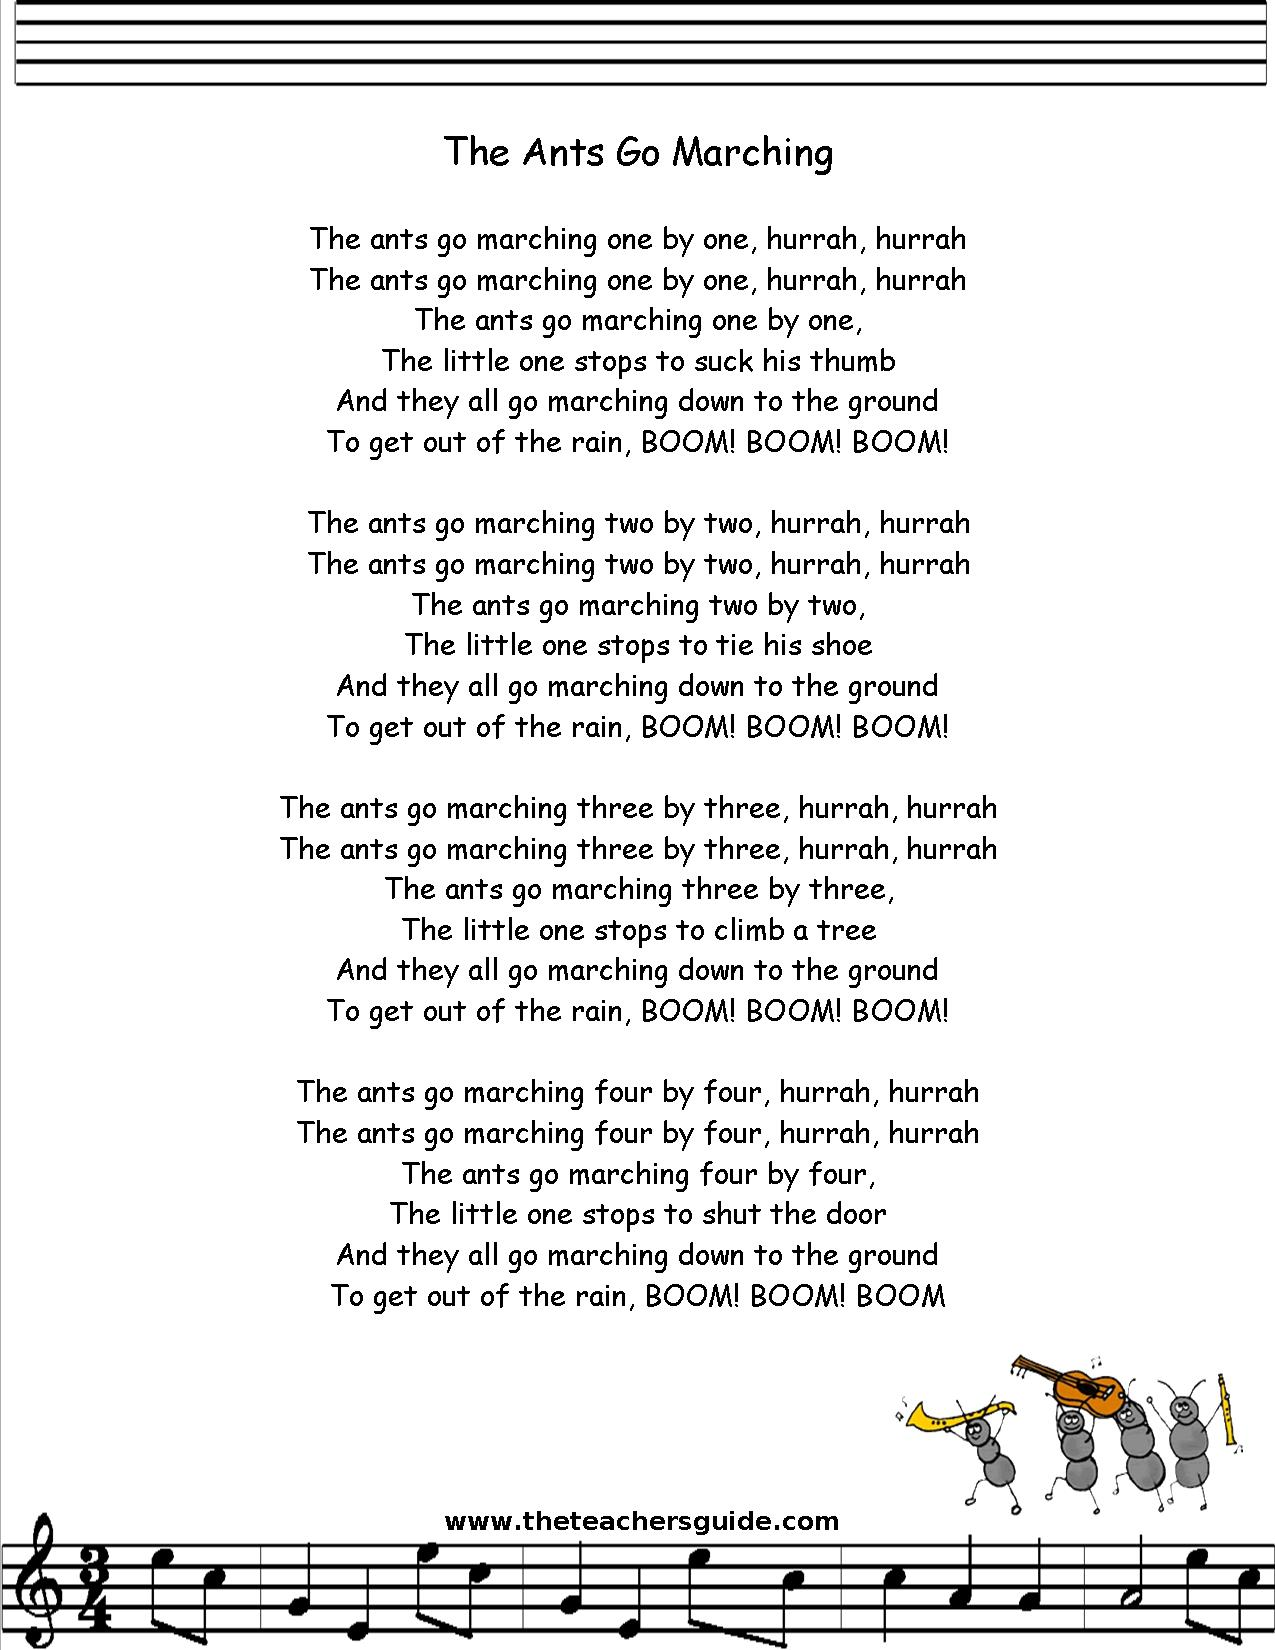 The Ants Go Marching
The ants go marching one by one, hurrah, hurrah
The ants go marching one by one, hurrah, hurrah
The ants go marching one by one,
The little one stops to suck his thumb
And they all go marching down to the ground
To get out of the rain, BOOM! BOOM! BOOM!
The ants go marching two by two, hurrah, hurrah
The ants go marching two by two, hurrah, hurrah
The ants go marching two by two,
The little one stops to tie his shoe
And they all go marching down to the ground
To get out of the rain, BOOM! BOOM! BOOM!
The ants go marching three by three, hurrah, hurrah
The ants go marching three by three, hurrah, hurrah
The ants go marching three by three,
The little one stops to climb a tree
And they all go marching down to the ground
To get out of the rain, BOOM! BOOM! BOOM!
The ants go marching four by four, hurrah, hurrah
The ants go marching four by four, hurrah, hurrah
The ants go marching four by four,
The little one stops to shut the door
And they all go marching down to the ground
To get out of the rain, BOOM! BOOM! BOOM
www.theteachersguide.com
3
4